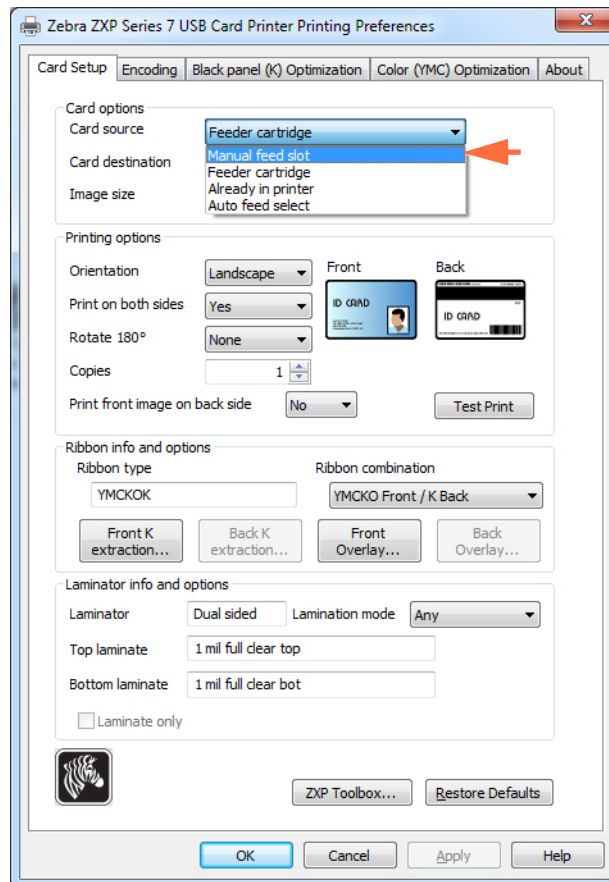 Zebra ZXP Series 7 USB Card Printer Printing Preferences
Card Setup Encoding Black panel (K) Optimization Color (YMC) Optimization About
Card options
Card source Feeder cartridge
Manual feed slot
Card destination
Feeder cartridge
Already in printer
Image size
Auto feed select
Printing options
Orientation Landscape Front Back
Print on both sides Yes
ID CARD
ID CARD
Rotate 180° None
Copies 1
Print front image on back side No Test Print
Ribbon info and options
Ribbon type Ribbon combination
YMCKOK YMCKO Front / K Back
Front K extraction... Back K extraction... Front Overlay... Back Overlay...
Laminator info and options
Laminator Dual sided Lamination mode Any
Top laminate 1 mil full clear top
Bottom laminate 1 mil full clear bot
Laminate only
ZXP Toolbox... Restore Defaults
OK Cancel Apply Help